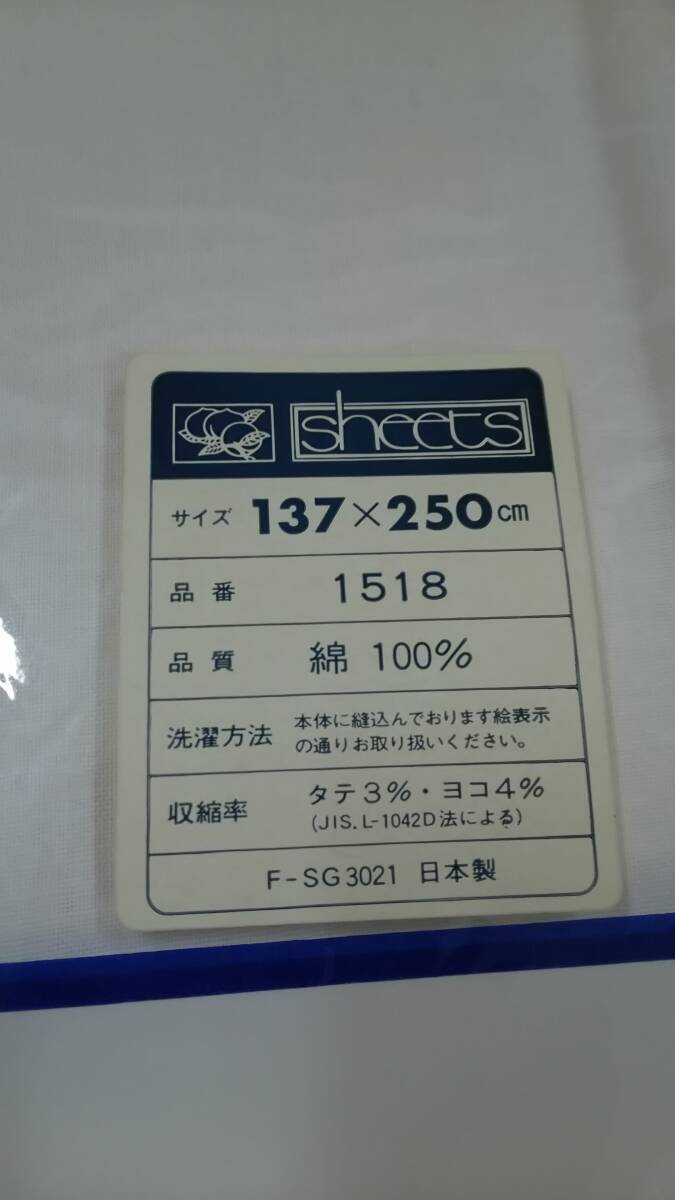 sheets
サイズ 137×250cm
品番 1518
品質 綿 100%
洗濯方法 本体に縫込んでおります絵表示
の通りお取り扱いください。
収縮率 タテ3%・ヨコ4%
(JIS.L-1042D法による)
F-SG3021 日本製